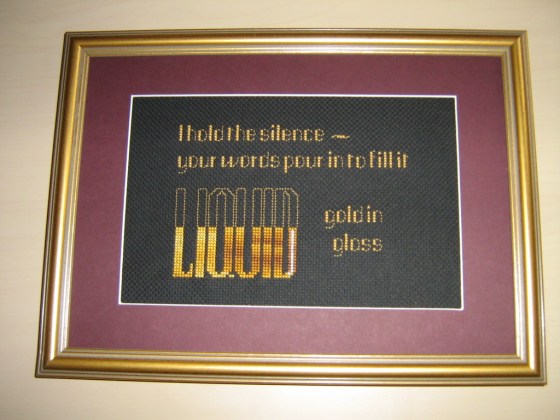 I hold the silence ~
your words pour in to fill it
LIQUID
gold in
glass